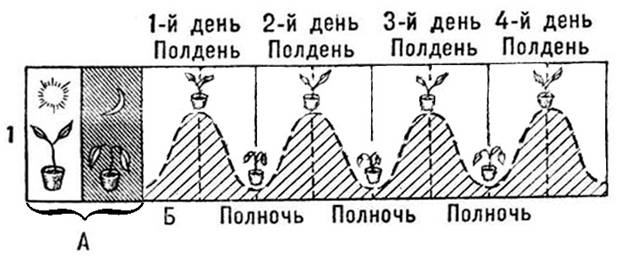 1-й день 2-й день 3-й день 4-й день
Полдень Полдень Полдень Полдень
1
Б Полночь Полночь Полночь
А